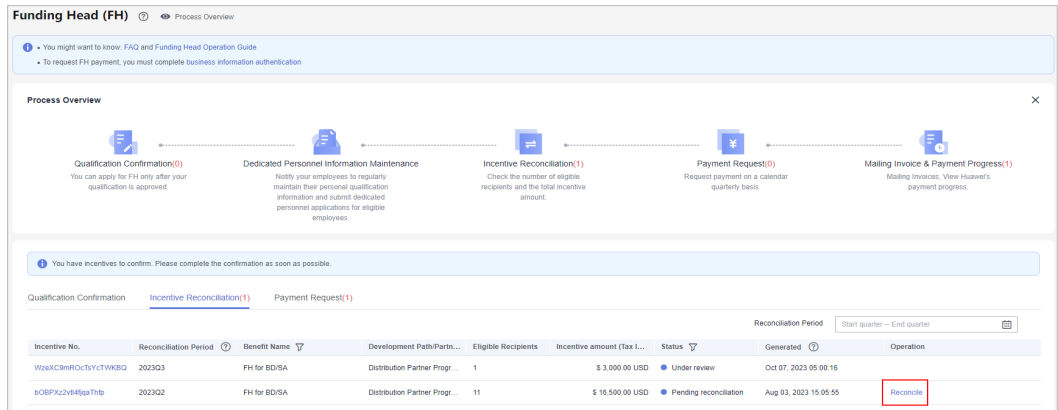 Funding Head (FH) Process Overview
• You might want to know: FAQ and Funding Head Operation Guide
• To request FH payment, you must complete business information authentication
Process Overview
Qualification Confirmation(0)
You can apply for FH only after your
qualification is approved.
Dedicated Personnel Information Maintenance
Notify your employees to regularly
maintain their personal qualification
information and submit dedicated
personnel applications for eligible
employees.
Incentive Reconciliation(1)
Check the number of eligible
recipients and the total incentive
amount.
Payment Request(0)
Request payment on a calendar
quarterly basis.
Mailing Invoice & Payment Progress(1)
Mailing Invoices, View Huawei's
payment progress.
You have incentives to confirm. Please complete the confirmation as soon as possible.
Qualification Confirmation Incentive Reconciliation(1) Payment Request(1)
Reconciliation Period Start quarter – End quarter
Incentive No. Reconciliation Period Benefit Name Development Path/Partn... Eligible Recipients Incentive amount (Tax I... Status Generated Operation
WzeXC9mROcTsYcTWKBQ 2023Q3 FH for BD/SA Distribution Partner Progr... 1 $ 3,000.00 USD Under review Oct 07, 2023 05:00:16
2023Q2 FH for BD/SA Distribution Partner Progr... 11 $ 16,500.00 USD Pending reconciliation Aug 03, 2023 15:05:55 Reconcile